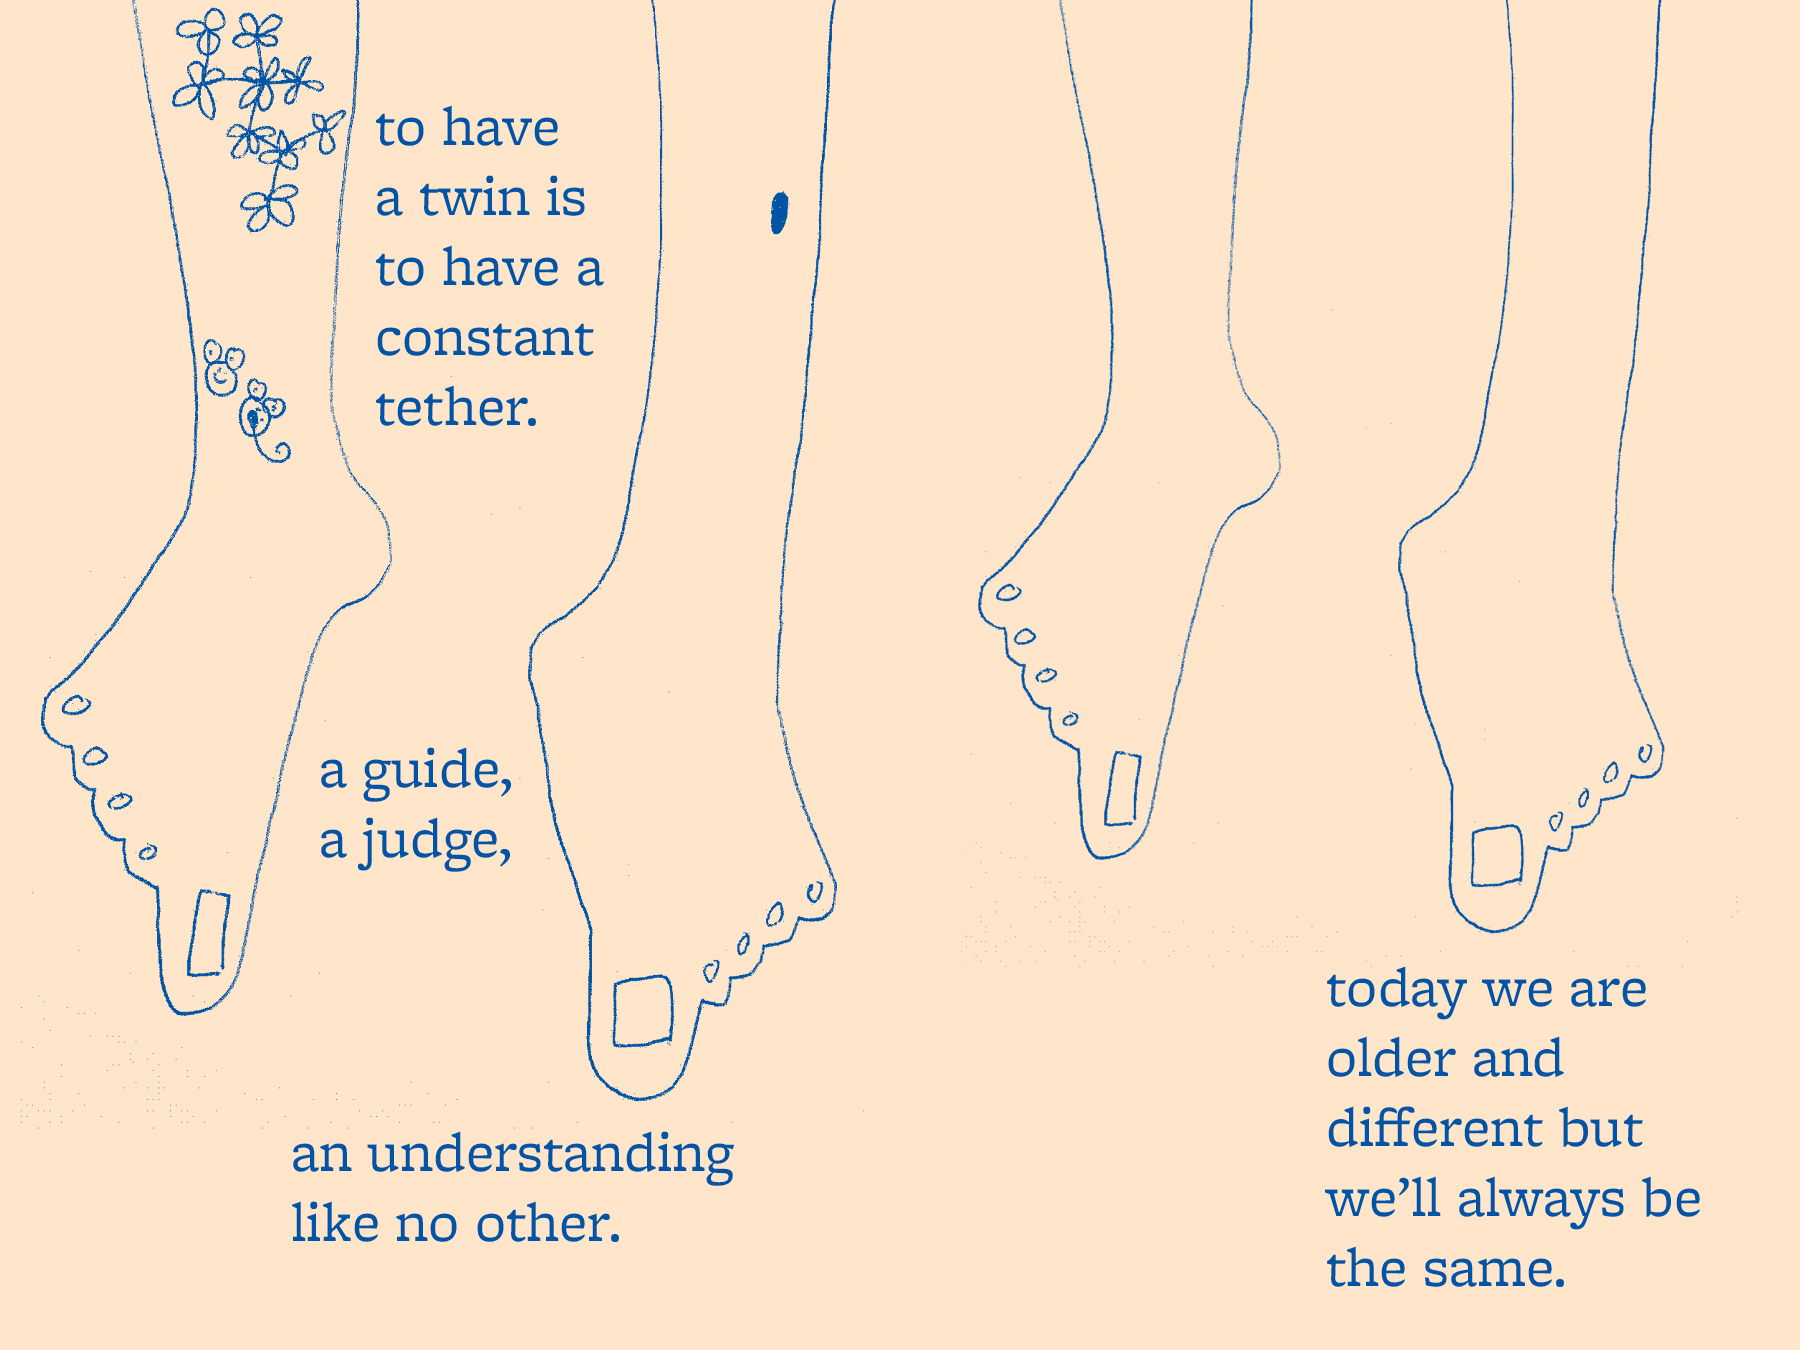 to have
a twin is
to have a
constant
tether.
a guide,
a judge,
an understanding
like no other.
today we are
older and
different but
we’ll always be
the same.